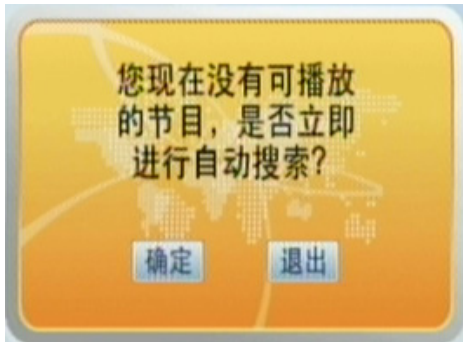 您现在没有可播放
的节目，是否立即
进行自动搜索？
确定 退出